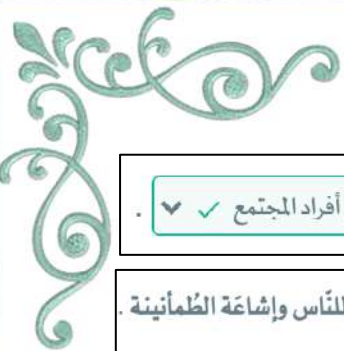 أفراد المجتمع ✓ .
للنّاس وإشاعَة الطُمأنينة .